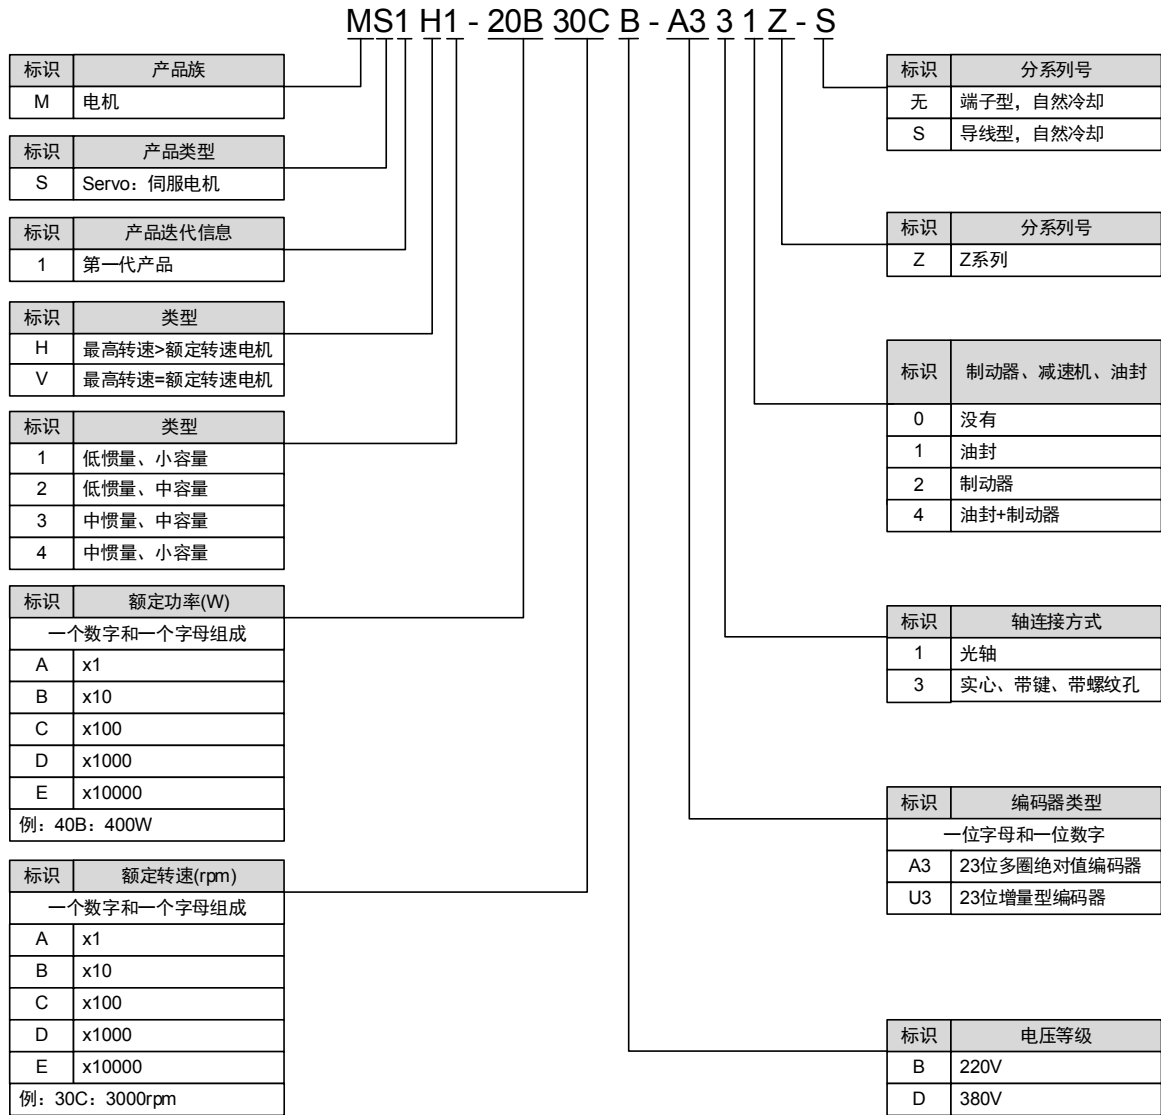 MS1 H1 - 20B 30C B - A3 3 1 Z - S
标识 产品族
M 电机
标识 产品类型
S Servo：伺服电机
标识 产品迭代信息
1 第一代产品
标识 类型
H 最高转速>额定转速电机
V 最高转速=额定转速电机
标识 类型
1 低惯量、小容量
2 低惯量、中容量
3 中惯量、中容量
4 中惯量、小容量
标识 额定功率(W)
一个数字和一个字母组成
A x1
B x10
C x100
D x1000
E x10000
例：40B：400W
标识 额定转速(rpm)
一个数字和一个字母组成
A x1
B x10
C x100
D x1000
E x10000
例：30C：3000rpm
标识 分系列号
无 端子型，自然冷却
S 导线型，自然冷却
标识 分系列号
Z Z系列
标识 制动器、减速机、油封
0 没有
1 油封
2 制动器
4 油封+制动器
标识 轴连接方式
1 光轴
3 实心、带键、带螺纹孔
标识 编码器类型
一位字母和一位数字
A3 23位多圈绝对值编码器
U3 23位增量型编码器
标识 电压等级
B 220V
D 380V